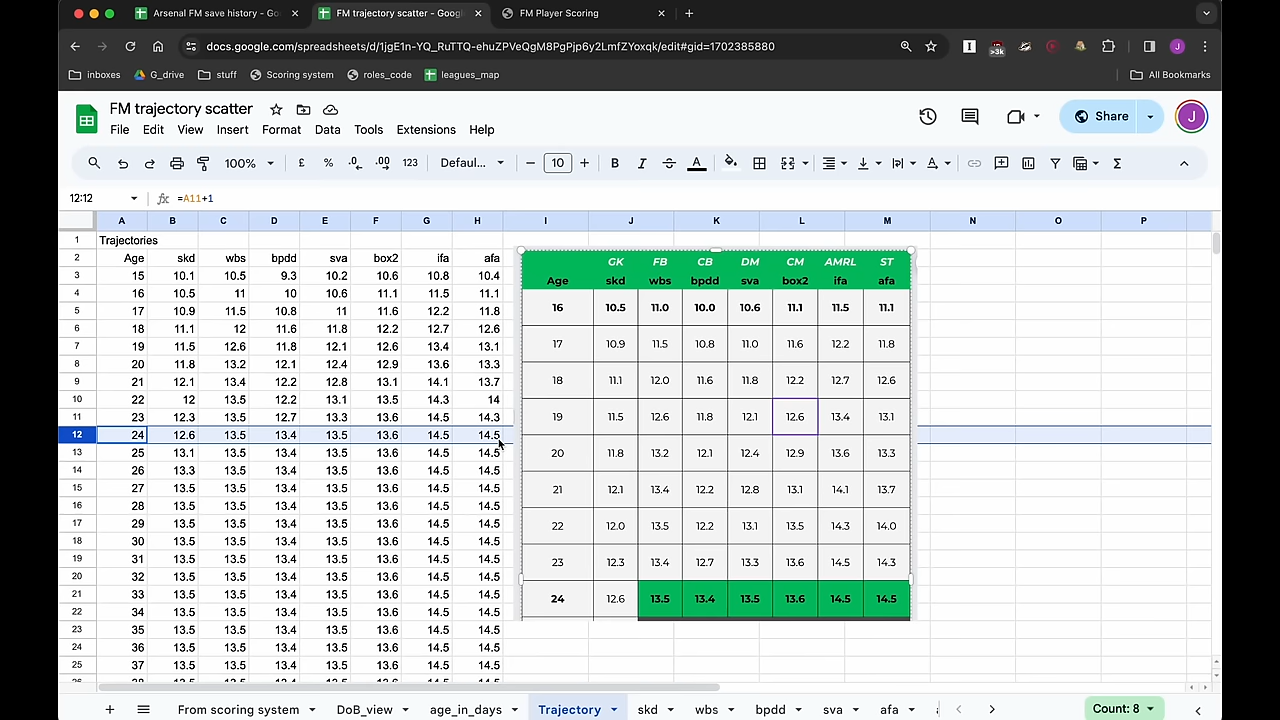 Arsenal FM save history - Go
FM trajectory scatter - Google
FM Player Scoring
docs.google.com/spreadsheets/d/1jgE1n-YQ_RuTTQ-ehuZPVeQgM8PgPjp6y2LmfZYoxqk/edit#gid=1702385880
>3k
J
inboxes G_drive stuff Scoring system roles_code leagues_map All Bookmarks
FM trajectory scatter
File Edit View Insert Format Data Tools Extensions Help
Share
J
100% £ % .0 .00 123 Defaul... 10 B I A Σ
12:12 fx =A11+1
A B C D E F G H I J K L M N O P
1 Trajectories
2 Age skd wbs bpdd sva box2 ifa afa
3 15 10.1 10.5 9.3 10.2 10.6 10.8 10.4
4 16 10.5 11 10 10.6 11.1 11.5 11.1
5 17 10.9 11.5 10.8 11 11.6 12.2 11.8
6 18 11.1 12 11.6 11.8 12.2 12.7 12.6
7 19 11.5 12.6 11.8 12.1 12.6 13.4 13.1
8 20 11.8 13.2 12.1 12.4 12.9 13.6 13.3
9 21 12.1 13.4 12.2 12.8 13.1 14.1 13.7
10 22 12 13.5 12.2 13.1 13.5 14.3 14
11 23 12.3 13.5 12.7 13.3 13.6 14.5 14.3
12 24 12.6 13.5 13.4 13.5 13.6 14.5 14.5
13 25 13.1 13.5 13.4 13.5 13.6 14.5 14.5
14 26 13.3 13.5 13.4 13.5 13.6 14.5 14.5
15 27 13.5 13.5 13.4 13.5 13.6 14.5 14.5
16 28 13.5 13.5 13.4 13.5 13.6 14.5 14.5
17 29 13.5 13.5 13.4 13.5 13.6 14.5 14.5
18 30 13.5 13.5 13.4 13.5 13.6 14.5 14.5
19 31 13.5 13.5 13.4 13.5 13.6 14.5 14.5
20 32 13.5 13.5 13.4 13.5 13.6 14.5 14.5
21 33 13.5 13.5 13.4 13.5 13.6 14.5 14.5
22 34 13.5 13.5 13.4 13.5 13.6 14.5 14.5
23 35 13.5 13.5 13.4 13.5 13.6 14.5 14.5
24 36 13.5 13.5 13.4 13.5 13.6 14.5 14.5
25 37 13.5 13.5 13.4 13.5 13.6 14.5 14.5
GK FB CB DM CM AMRL ST
Age skd wbs bpdd sva box2 ifa afa
16 10.5 11.0 10.0 10.6 11.1 11.5 11.1
17 10.9 11.5 10.8 11.0 11.6 12.2 11.8
18 11.1 12.0 11.6 11.8 12.2 12.7 12.6
19 11.5 12.6 11.8 12.1 12.6 13.4 13.1
20 11.8 13.2 12.1 12.4 12.9 13.6 13.3
21 12.1 13.4 12.2 12.8 13.1 14.1 13.7
22 12.0 13.5 12.2 13.1 13.5 14.3 14.0
23 12.3 13.4 12.7 13.3 13.6 14.5 14.3
24 12.6 13.5 13.4 13.5 13.6 14.5 14.5
From scoring system DoB_view age_in_days Trajectory skd wbs bpdd sva afa Count: 8